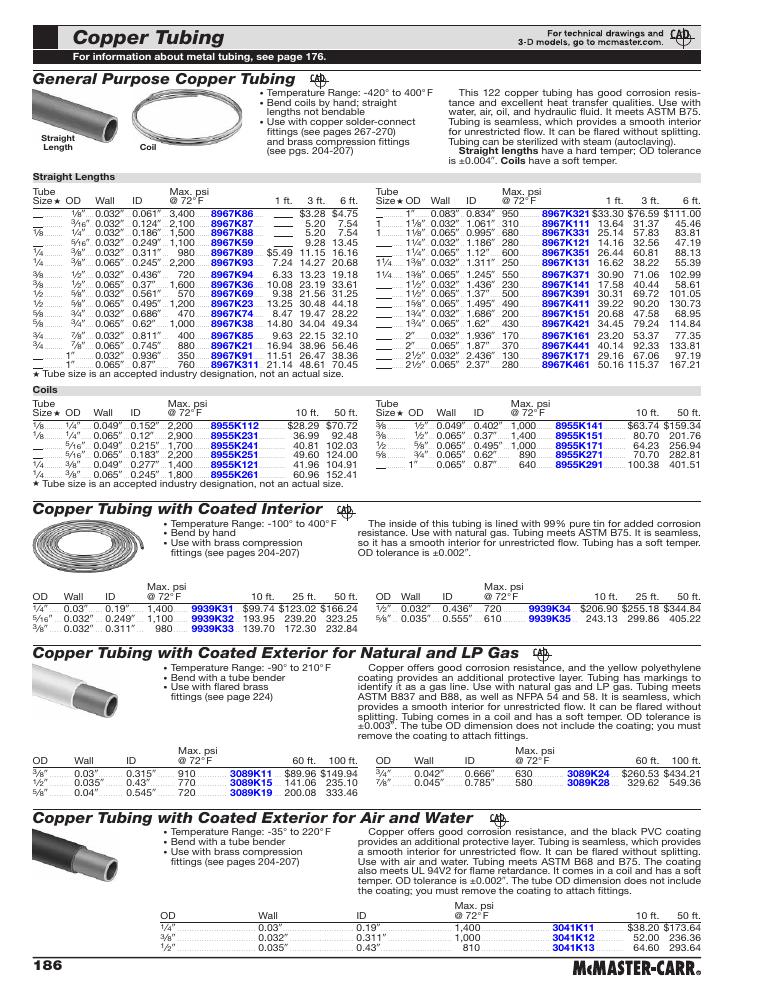 Copper Tubing
For technical drawings and
3-D models, go to mcmaster.com.
CAD
For information about metal tubing, see page 176.
General Purpose Copper Tubing CAD
Straight
Length
Coil
• Temperature Range: -420° to 400°F
• Bend coils by hand; straight
lengths not bendable
• Use with copper solder-connect
fittings (see pages 267-270)
and brass compression fittings
(see pgs. 204-207)
This 122 copper tubing has good corrosion resis-
tance and excellent heat transfer qualities. Use with
water, air, oil, and hydraulic fluid. It meets ASTM B75.
Tubing is seamless, which provides a smooth interior
for unrestricted flow. It can be flared without splitting.
Tubing can be sterilized with steam (autoclaving).
Straight lengths have a hard temper; OD tolerance
is ±0.004″. Coils have a soft temper.
Straight Lengths
Tube
Size★ OD Wall ID Max. psi @ 72°F 1 ft. 3 ft. 6 ft.
__ 1/8″ 0.032″ 0.061″ 3,400 8967K86 __ $3.28 $4.75
__ 3/16″ 0.032″ 0.124″ 2,100 8967K87 __ 5.20 7.54
1/8 1/4″ 0.032″ 0.186″ 1,500 8967K88 __ 5.20 7.54
__ 5/16″ 0.032″ 0.249″ 1,100 8967K59 __ 9.28 13.45
1/4 3/8″ 0.032″ 0.311″ 980 8967K89 $5.49 11.15 16.16
1/4 3/8″ 0.065″ 0.245″ 2,200 8967K93 7.24 14.27 20.68
3/8 1/2″ 0.032″ 0.436″ 720 8967K94 6.33 13.23 19.18
3/8 1/2″ 0.065″ 0.37″ 1,600 8967K36 10.08 23.19 33.61
1/2 5/8″ 0.032″ 0.561″ 570 8967K69 9.38 21.56 31.25
1/2 5/8″ 0.065″ 0.495″ 1,200 8967K23 13.25 30.48 44.18
5/8 3/4″ 0.032″ 0.686″ 470 8967K74 8.47 19.47 28.22
5/8 3/4″ 0.065″ 0.62″ 1,000 8967K38 14.80 34.04 49.34
3/4 7/8″ 0.032″ 0.811″ 400 8967K85 9.63 22.15 32.10
3/4 7/8″ 0.065″ 0.745″ 880 8967K21 16.94 38.96 56.46
__ 1″ 0.032″ 0.936″ 350 8967K91 11.51 26.47 38.36
__ 1″ 0.065″ 0.87″ 760 8967K311 21.14 48.61 70.45
★ Tube size is an accepted industry designation, not an actual size.
Tube
Size★ OD Wall ID Max. psi @ 72°F 1 ft. 3 ft. 6 ft.
__ 1″ 0.083″ 0.834″ 950 8967K321 $33.30 $76.59 $111.00
1 1 1/8″ 0.032″ 1.061″ 310 8967K111 13.64 31.37 45.46
1 1 1/8″ 0.065″ 0.995″ 680 8967K331 25.14 57.83 83.81
__ 1 1/4″ 0.032″ 1.186″ 280 8967K121 14.16 32.56 47.19
__ 1 1/4″ 0.065″ 1.12″ 600 8967K351 26.44 60.81 88.13
1 1/4 1 3/8″ 0.032″ 1.311″ 250 8967K131 16.62 38.22 55.39
1 1/4 1 3/8″ 0.065″ 1.245″ 550 8967K371 30.90 71.06 102.99
__ 1 1/2″ 0.032″ 1.436″ 230 8967K141 17.58 40.44 58.61
__ 1 1/2″ 0.065″ 1.37″ 500 8967K391 30.31 69.72 101.05
__ 1 5/8″ 0.065″ 1.495″ 480 8967K411 39.22 90.20 130.73
__ 1 3/4″ 0.032″ 1.686″ 200 8967K151 20.68 47.58 68.95
__ 1 3/4″ 0.065″ 1.62″ 430 8967K421 34.45 79.24 114.84
__ 2″ 0.032″ 1.936″ 170 8967K161 23.20 53.37 77.35
__ 2″ 0.065″ 1.87″ 370 8967K441 40.14 92.33 133.81
__ 2 1/2″ 0.032″ 2.436″ 130 8967K171 29.16 67.06 97.19
__ 2 1/2″ 0.065″ 2.37″ 280 8967K461 50.16 115.37 167.21
Coils
Tube
Size★ OD Wall ID Max. psi @ 72°F 10 ft. 50 ft.
1/8 1/4″ 0.049″ 0.152″ 2,200 8955K112 $28.29 $70.72
1/8 1/4″ 0.065″ 0.12″ 2,900 8955K231 36.99 92.48
__ 5/16″ 0.049″ 0.215″ 1,700 8955K241 40.81 102.03
__ 5/16″ 0.065″ 0.183″ 2,200 8955K251 49.60 124.00
1/4 3/8″ 0.049″ 0.277″ 1,400 8955K121 41.96 104.91
1/4 3/8″ 0.065″ 0.245″ 1,800 8955K261 60.96 152.41
★ Tube size is an accepted industry designation, not an actual size.
Tube
Size★ OD Wall ID Max. psi @ 72°F 10 ft. 50 ft.
3/8 1/2″ 0.049″ 0.402″ 1,000 8955K141 $63.74 $159.34
3/8 1/2″ 0.065″ 0.37″ 1,400 8955K151 80.70 201.76
1/2 5/8″ 0.065″ 0.495″ 1,000 8955K171 64.23 256.94
5/8 3/4″ 0.065″ 0.62″ 890 8955K271 70.70 282.81
__ 1″ 0.065″ 0.87″ 640 8955K291 100.38 401.51
Copper Tubing with Coated Interior CAD
• Temperature Range: -100° to 400°F
• Bend by hand
• Use with brass compression
fittings (see pages 204-207)
The inside of this tubing is lined with 99% pure tin for added corrosion
resistance. Use with natural gas. Tubing meets ASTM B75. It is seamless,
so it has a smooth interior for unrestricted flow. Tubing has a soft temper.
OD tolerance is ±0.002″.
OD Wall ID Max. psi @ 72°F 10 ft. 25 ft. 50 ft.
1/4″ 0.03″ 0.19″ 1,400 9939K31 $99.74 $123.02 $166.24
5/16″ 0.032″ 0.249″ 1,100 9939K32 193.95 239.20 323.25
3/8″ 0.032″ 0.311″ 980 9939K33 139.70 172.30 232.84
OD Wall ID Max. psi @ 72°F 10 ft. 25 ft. 50 ft.
1/2″ 0.032″ 0.436″ 720 9939K34 $206.90 $255.18 $344.84
5/8″ 0.035″ 0.555″ 610 9939K35 243.13 299.86 405.22
Copper Tubing with Coated Exterior for Natural and LP Gas CAD
• Temperature Range: -90° to 210°F
• Bend with a tube bender
• Use with flared brass
fittings (see page 224)
Copper offers good corrosion resistance, and the yellow polyethylene
coating provides an additional protective layer. Tubing has markings to
identify it as a gas line. Use with natural gas and LP gas. Tubing meets
ASTM B837 and B88, as well as NFPA 54 and 58. It is seamless, which
provides a smooth interior for unrestricted flow. It can be flared without
splitting. Tubing comes in a coil and has a soft temper. OD tolerance is
±0.003″. The tube OD dimension does not include the coating; you must
remove the coating to attach fittings.
OD Wall ID Max. psi @ 72°F 60 ft. 100 ft.
3/8″ 0.03″ 0.315″ 910 3089K11 $89.96 $149.94
1/2″ 0.035″ 0.43″ 770 3089K15 141.06 235.10
5/8″ 0.04″ 0.545″ 720 3089K19 200.08 333.46
OD Wall ID Max. psi @ 72°F 60 ft. 100 ft.
3/4″ 0.042″ 0.666″ 630 3089K24 $260.53 $434.21
7/8″ 0.045″ 0.785″ 580 3089K28 329.62 549.36
Copper Tubing with Coated Exterior for Air and Water CAD
• Temperature Range: -35° to 220°F
• Bend with a tube bender
• Use with brass compression
fittings (see pages 204-207)
Copper offers good corrosion resistance, and the black PVC coating
provides an additional protective layer. Tubing is seamless, which provides
a smooth interior for unrestricted flow. It can be flared without splitting.
Use with air and water. Tubing meets ASTM B68 and B75. The coating
also meets UL 94V2 for flame retardance. It comes in a coil and has a soft
temper. OD tolerance is ±0.002″. The tube OD dimension does not include
the coating; you must remove the coating to attach fittings.
OD Wall ID Max. psi @ 72°F 10 ft. 50 ft.
1/4″ 0.03″ 0.19″ 1,400 3041K11 $38.20 $173.64
3/8″ 0.032″ 0.311″ 1,000 3041K12 52.00 236.36
1/2″ 0.035″ 0.43″ 810 3041K13 64.60 293.64
186
McMASTER-CARR®